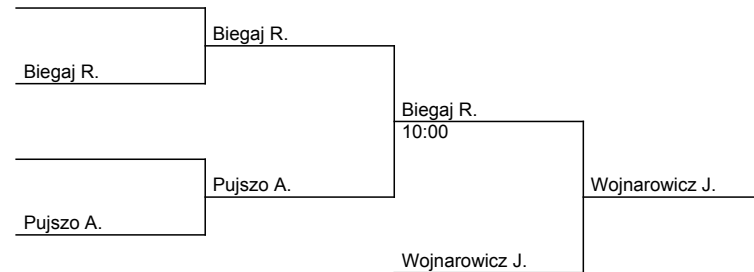 Biegaj R.
Biegaj R.
Biegaj R.
10:00
Pujszo A.
Wojnarowicz J.
Pujszo A.
Wojnarowicz J.